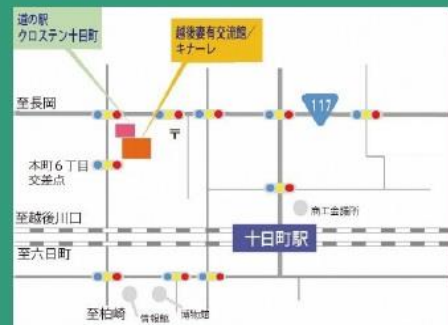 道の駅
クロステン十日町
越後妻有交流館/
キナーレ
至長岡
117
〒
本町6丁目
交差点
商工会議所
至越後川口
十日町駅
至六日町
至柏崎
情報館
博物館